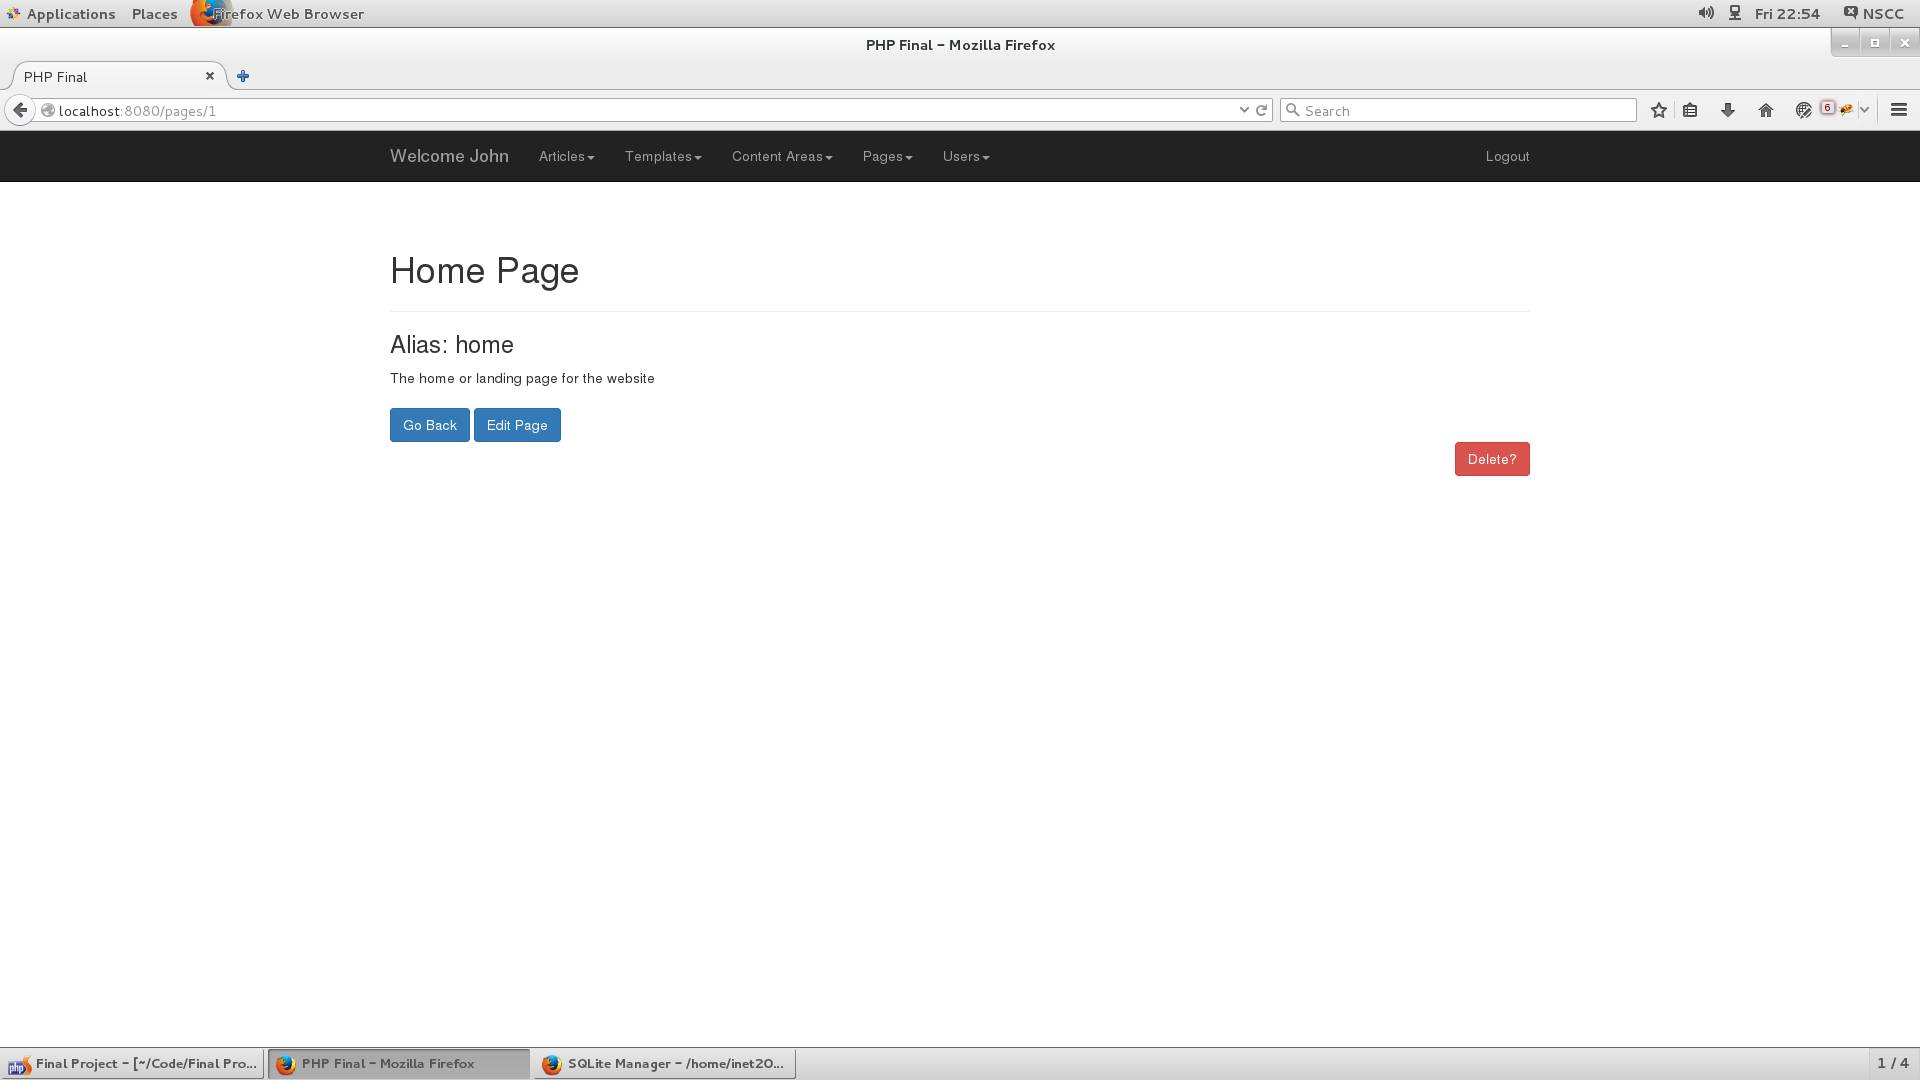 Applications Places Firefox Web Browser Fri 22:54 NSCC
PHP Final - Mozilla Firefox
PHP Final
localhost:8080/pages/1 Search 6
Welcome John Articles Templates Content Areas Pages Users Logout
Home Page
Alias: home
The home or landing page for the website
Go Back Edit Page
Delete?
php Final Project - [~/Code/Final Pro... PHP Final - Mozilla Firefox SQLite Manager - /home/inet20... 1 / 4